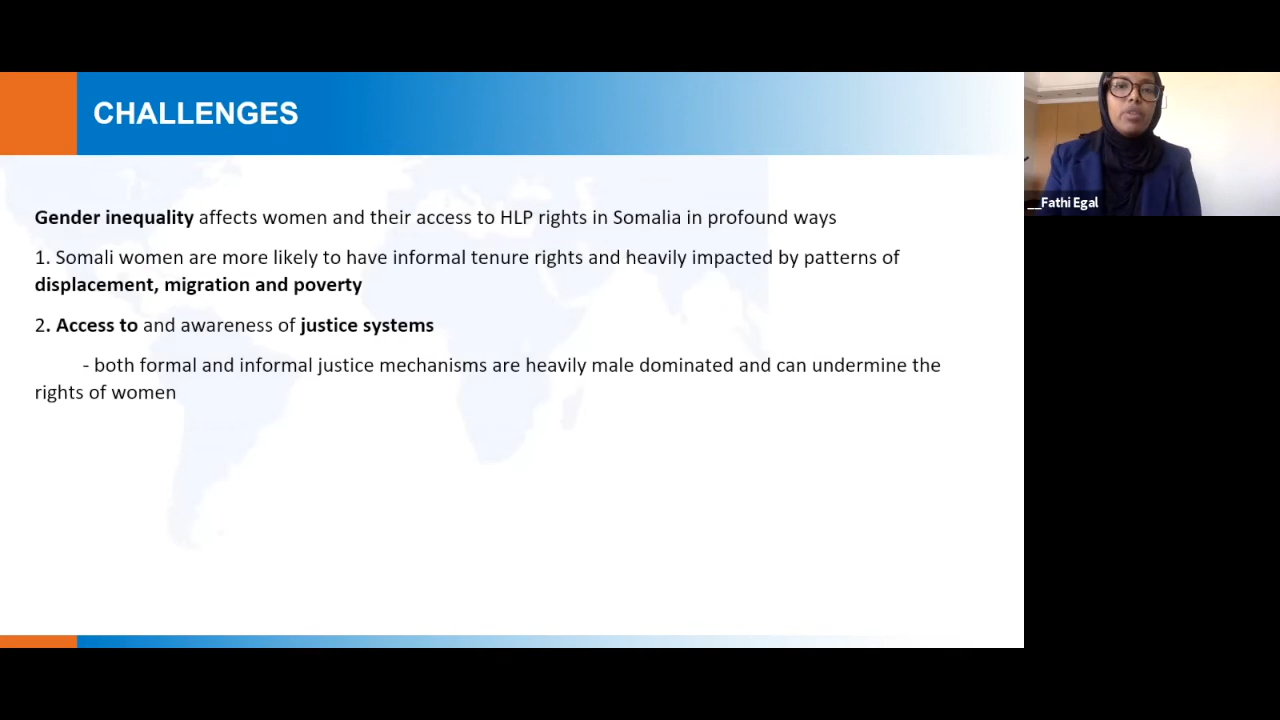 CHALLENGES
Gender inequality affects women and their access to HLP rights in Somalia in profound ways
1. Somali women are more likely to have informal tenure rights and heavily impacted by patterns of
displacement, migration and poverty
2. Access to and awareness of justice systems
- both formal and informal justice mechanisms are heavily male dominated and can undermine the
rights of women
__Fathi Egal